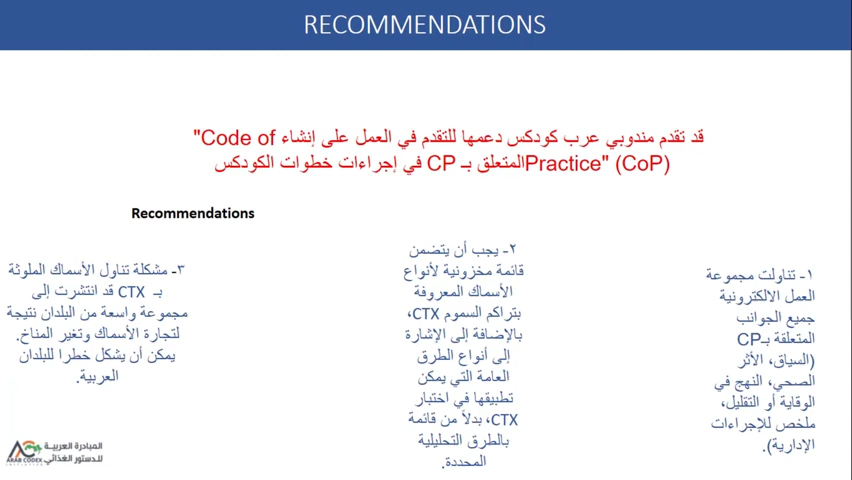 RECOMMENDATIONS
قد تقدم مندوبي عرب كودكس دعمها للتقدم في العمل على إنشاء "Code of
Practice" (CoP) المتعلق بـ CP في إجراءات خطوات الكودكس
Recommendations
١- تناولت مجموعة
العمل الالكترونية
جميع الجوانب
المتعلقة بـCP
(السياق، الأثر
الصحي، النهج في
الوقاية أو التقليل،
ملخص للإجراءات
الإدارية).
٢- يجب أن يتضمن
قائمة مخزونية لأنواع
الأسماك المعروفة
بتراكم السموم CTX،
بالإضافة إلى الإشارة
إلى أنواع الطرق
العامة التي يمكن
تطبيقها في اختبار
CTX، بدلاً من قائمة
بالطرق التحليلية
المحددة.
٣- مشكلة تناول الأسماك الملوثة
بـ CTX قد انتشرت إلى
مجموعة واسعة من البلدان نتيجة
لتجارة الأسماك وتغير المناخ.
يمكن أن يشكل خطرا للبلدان
العربية.
المبادرة العربية
للدستور الغذائي
ARAB CODEX
INITIATIVE